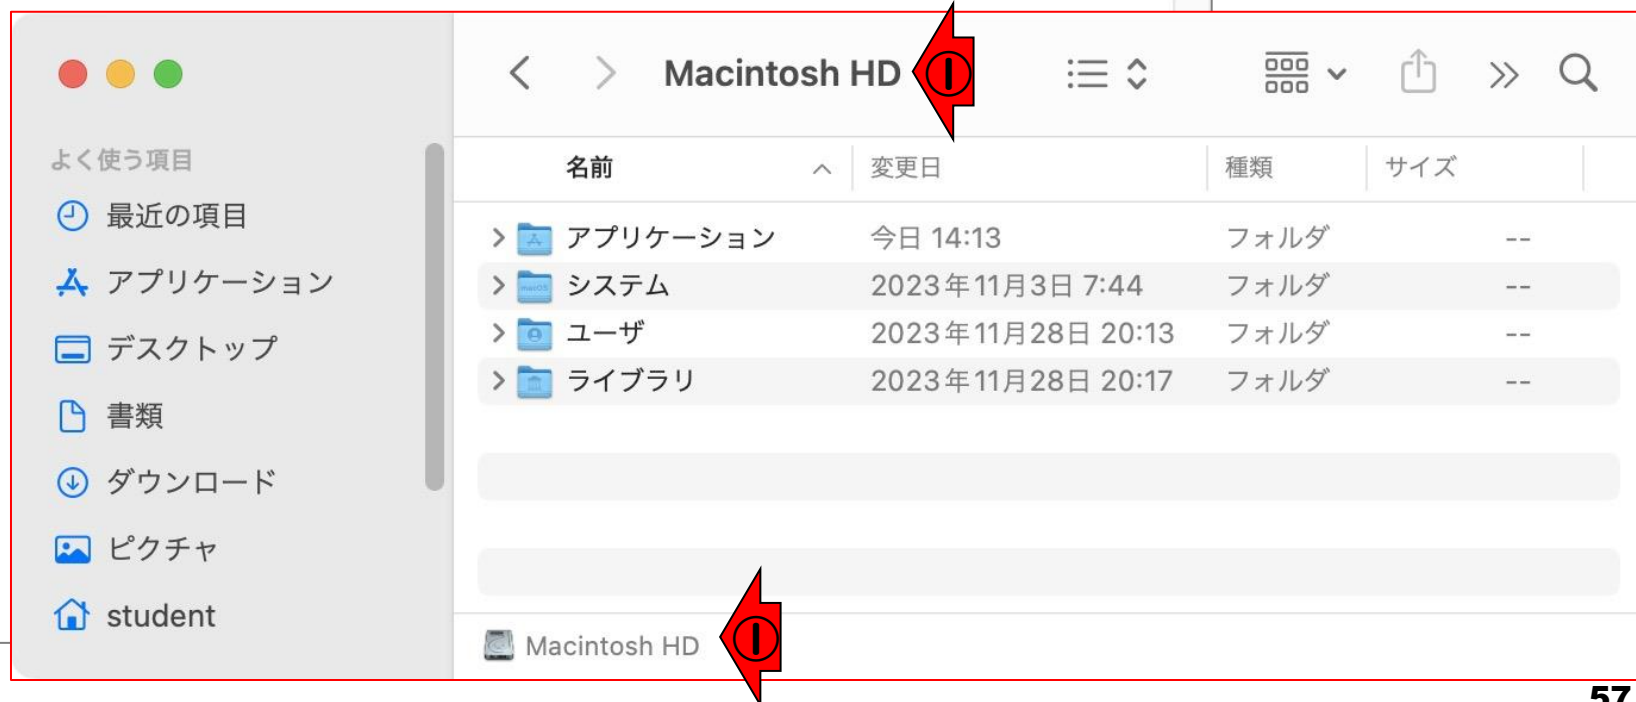 Macintosh HD ①
よく使う項目
名前 変更日 種類 サイズ
最近の項目
アプリケーション
デスクトップ
書類
ダウンロード
ピクチャ
student
アプリケーション 今日 14:13 フォルダ --
システム 2023年11月3日 7:44 フォルダ --
ユーザ 2023年11月28日 20:13 フォルダ --
ライブラリ 2023年11月28日 20:17 フォルダ --
Macintosh HD ①
57